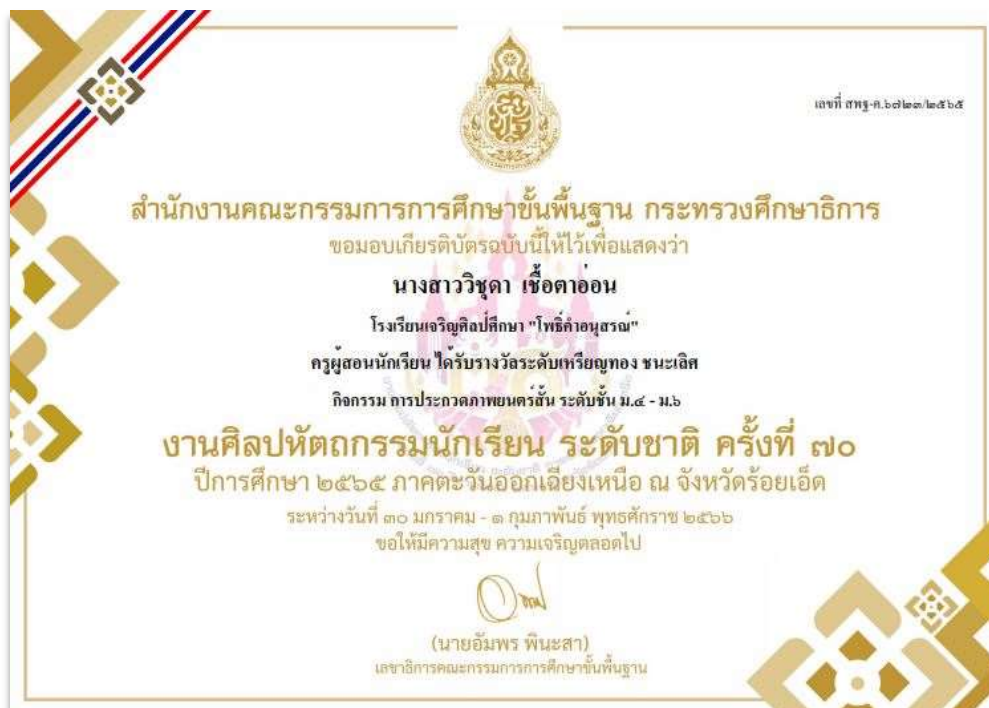 เลขที่ สพฐ-ค.๖๗๒๓/๒๕๖๕
สำนักงานคณะกรรมการการศึกษาขั้นพื้นฐาน กระทรวงศึกษาธิการ
ขอมอบเกียรติบัตรฉบับนี้ให้ไว้เพื่อแสดงว่า
นางสาววิชุดา เชื้อตาอ่อน
โรงเรียนเจริญศิลป์ศึกษา "โพธิ์คำอนุสรณ์"
ครูผู้สอนนักเรียน ได้รับรางวัลระดับเหรียญทอง ชนะเลิศ
กิจกรรม การประกวดภาพยนตร์สั้น ระดับชั้น ม.๔ - ม.๖
งานศิลปหัตถกรรมนักเรียน ระดับชาติ ครั้งที่ ๗๐
ปีการศึกษา ๒๕๖๕ ภาคตะวันออกเฉียงเหนือ ณ จังหวัดร้อยเอ็ด
ระหว่างวันที่ ๓๐ มกราคม - ๑ กุมภาพันธ์ พุทธศักราช ๒๕๖๖
ขอให้มีความสุข ความเจริญตลอดไป
(นายอัมพร พินะสา)
เลขาธิการคณะกรรมการการศึกษาขั้นพื้นฐาน